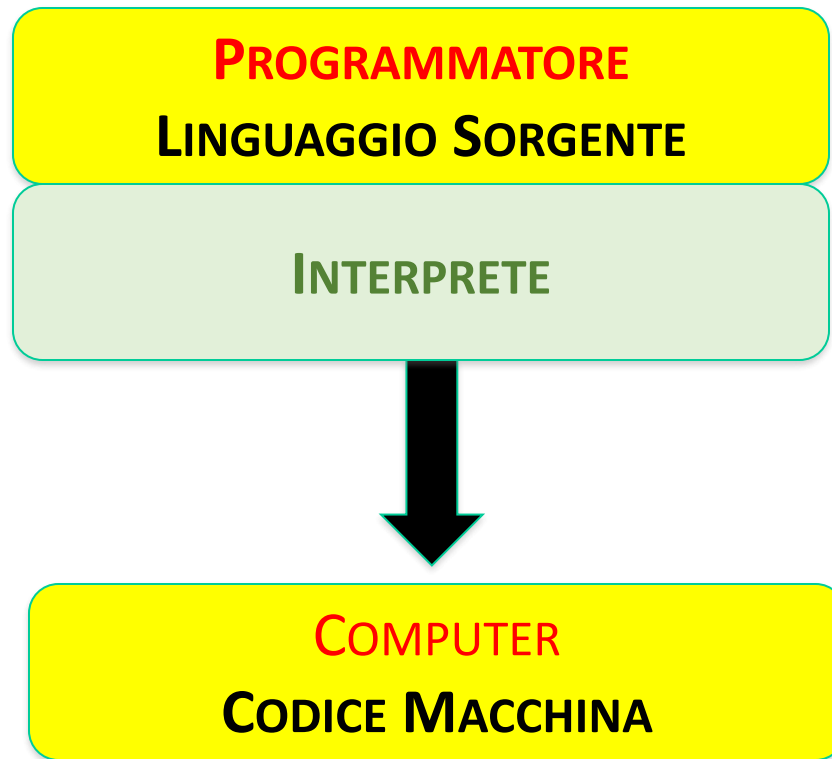 PROGRAMMATORE
LINGUAGGIO SORGENTE
INTERPRETE
COMPUTER
CODICE MACCHINA